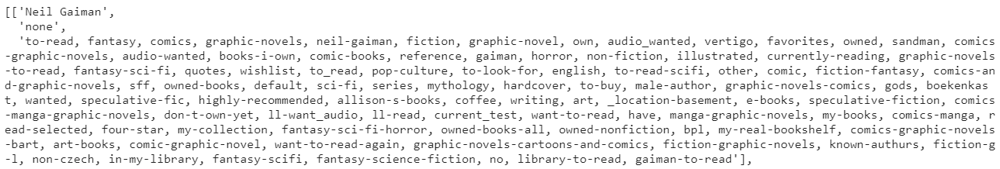 [['Neil Gaiman',
'none',
'to-read, fantasy, comics, graphic-novels, neil-gaiman, fiction, graphic-novel, own, audio_wanted, vertigo, favorites, owned, sandman, comics
-graphic-novels, audio-wanted, books-i-own, comic-books, reference, gaiman, horror, non-fiction, illustrated, currently-reading, graphic-novels
-to-read, fantasy-sci-fi, quotes, wishlist, to_read, pop-culture, to-look-for, english, to-read-scifi, other, comic, fiction-fantasy, comics-an
d-graphic-novels, sff, owned-books, default, sci-fi, series, mythology, hardcover, to-buy, male-author, graphic-novels-comics, gods, boekenkas
t, wanted, speculative-fic, highly-recommended, allison-s-books, coffee, writing, art, _location-basement, e-books, speculative-fiction, comics
-manga-graphic-novels, don-t-own-yet, ll-want_audio, ll-read, current_test, want-to-read, have, manga-graphic-novels, my-books, comics-manga, r
ead-selected, four-star, my-collection, fantasy-sci-fi-horror, owned-books-all, owned-nonfiction, bpl, my-real-bookshelf, comics-graphic-novels
-bart, art-books, comic-graphic-novel, want-to-read-again, graphic-novels-cartoons-and-comics, fiction-graphic-novels, known-authurs, fiction-g
-l, non-czech, in-my-library, fantasy-scifi, fantasy-science-fiction, no, library-to-read, gaiman-to-read'],